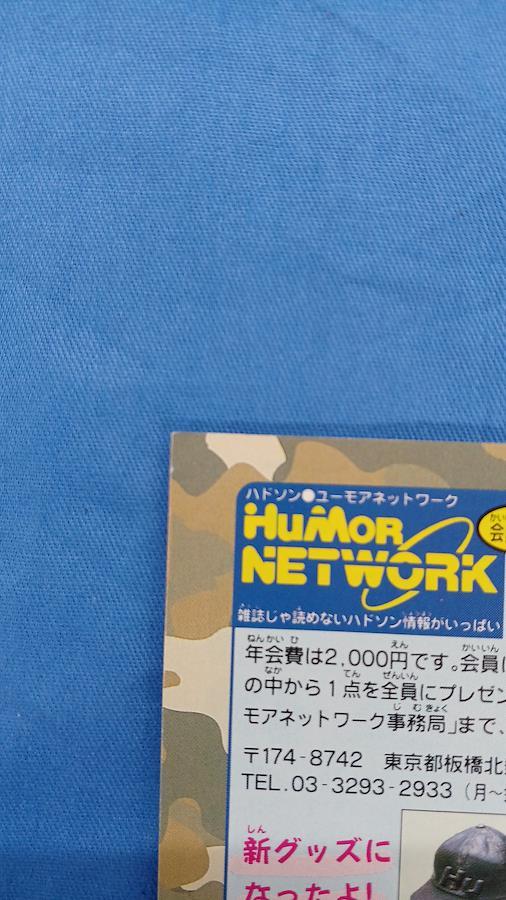 ハドソン●ユーモアネットワーク
HuMoR
NETWORK
会
雑誌じゃ読めないハドソン情報がいっぱい
年会費は2,000円です。会員
の中から1点を全員にプレゼン
モアネットワーク事務局」まで、
〒174-8742 東京都板橋北
TEL.03-3293-2933(月〜
新グッズに
なったよ!
Hu